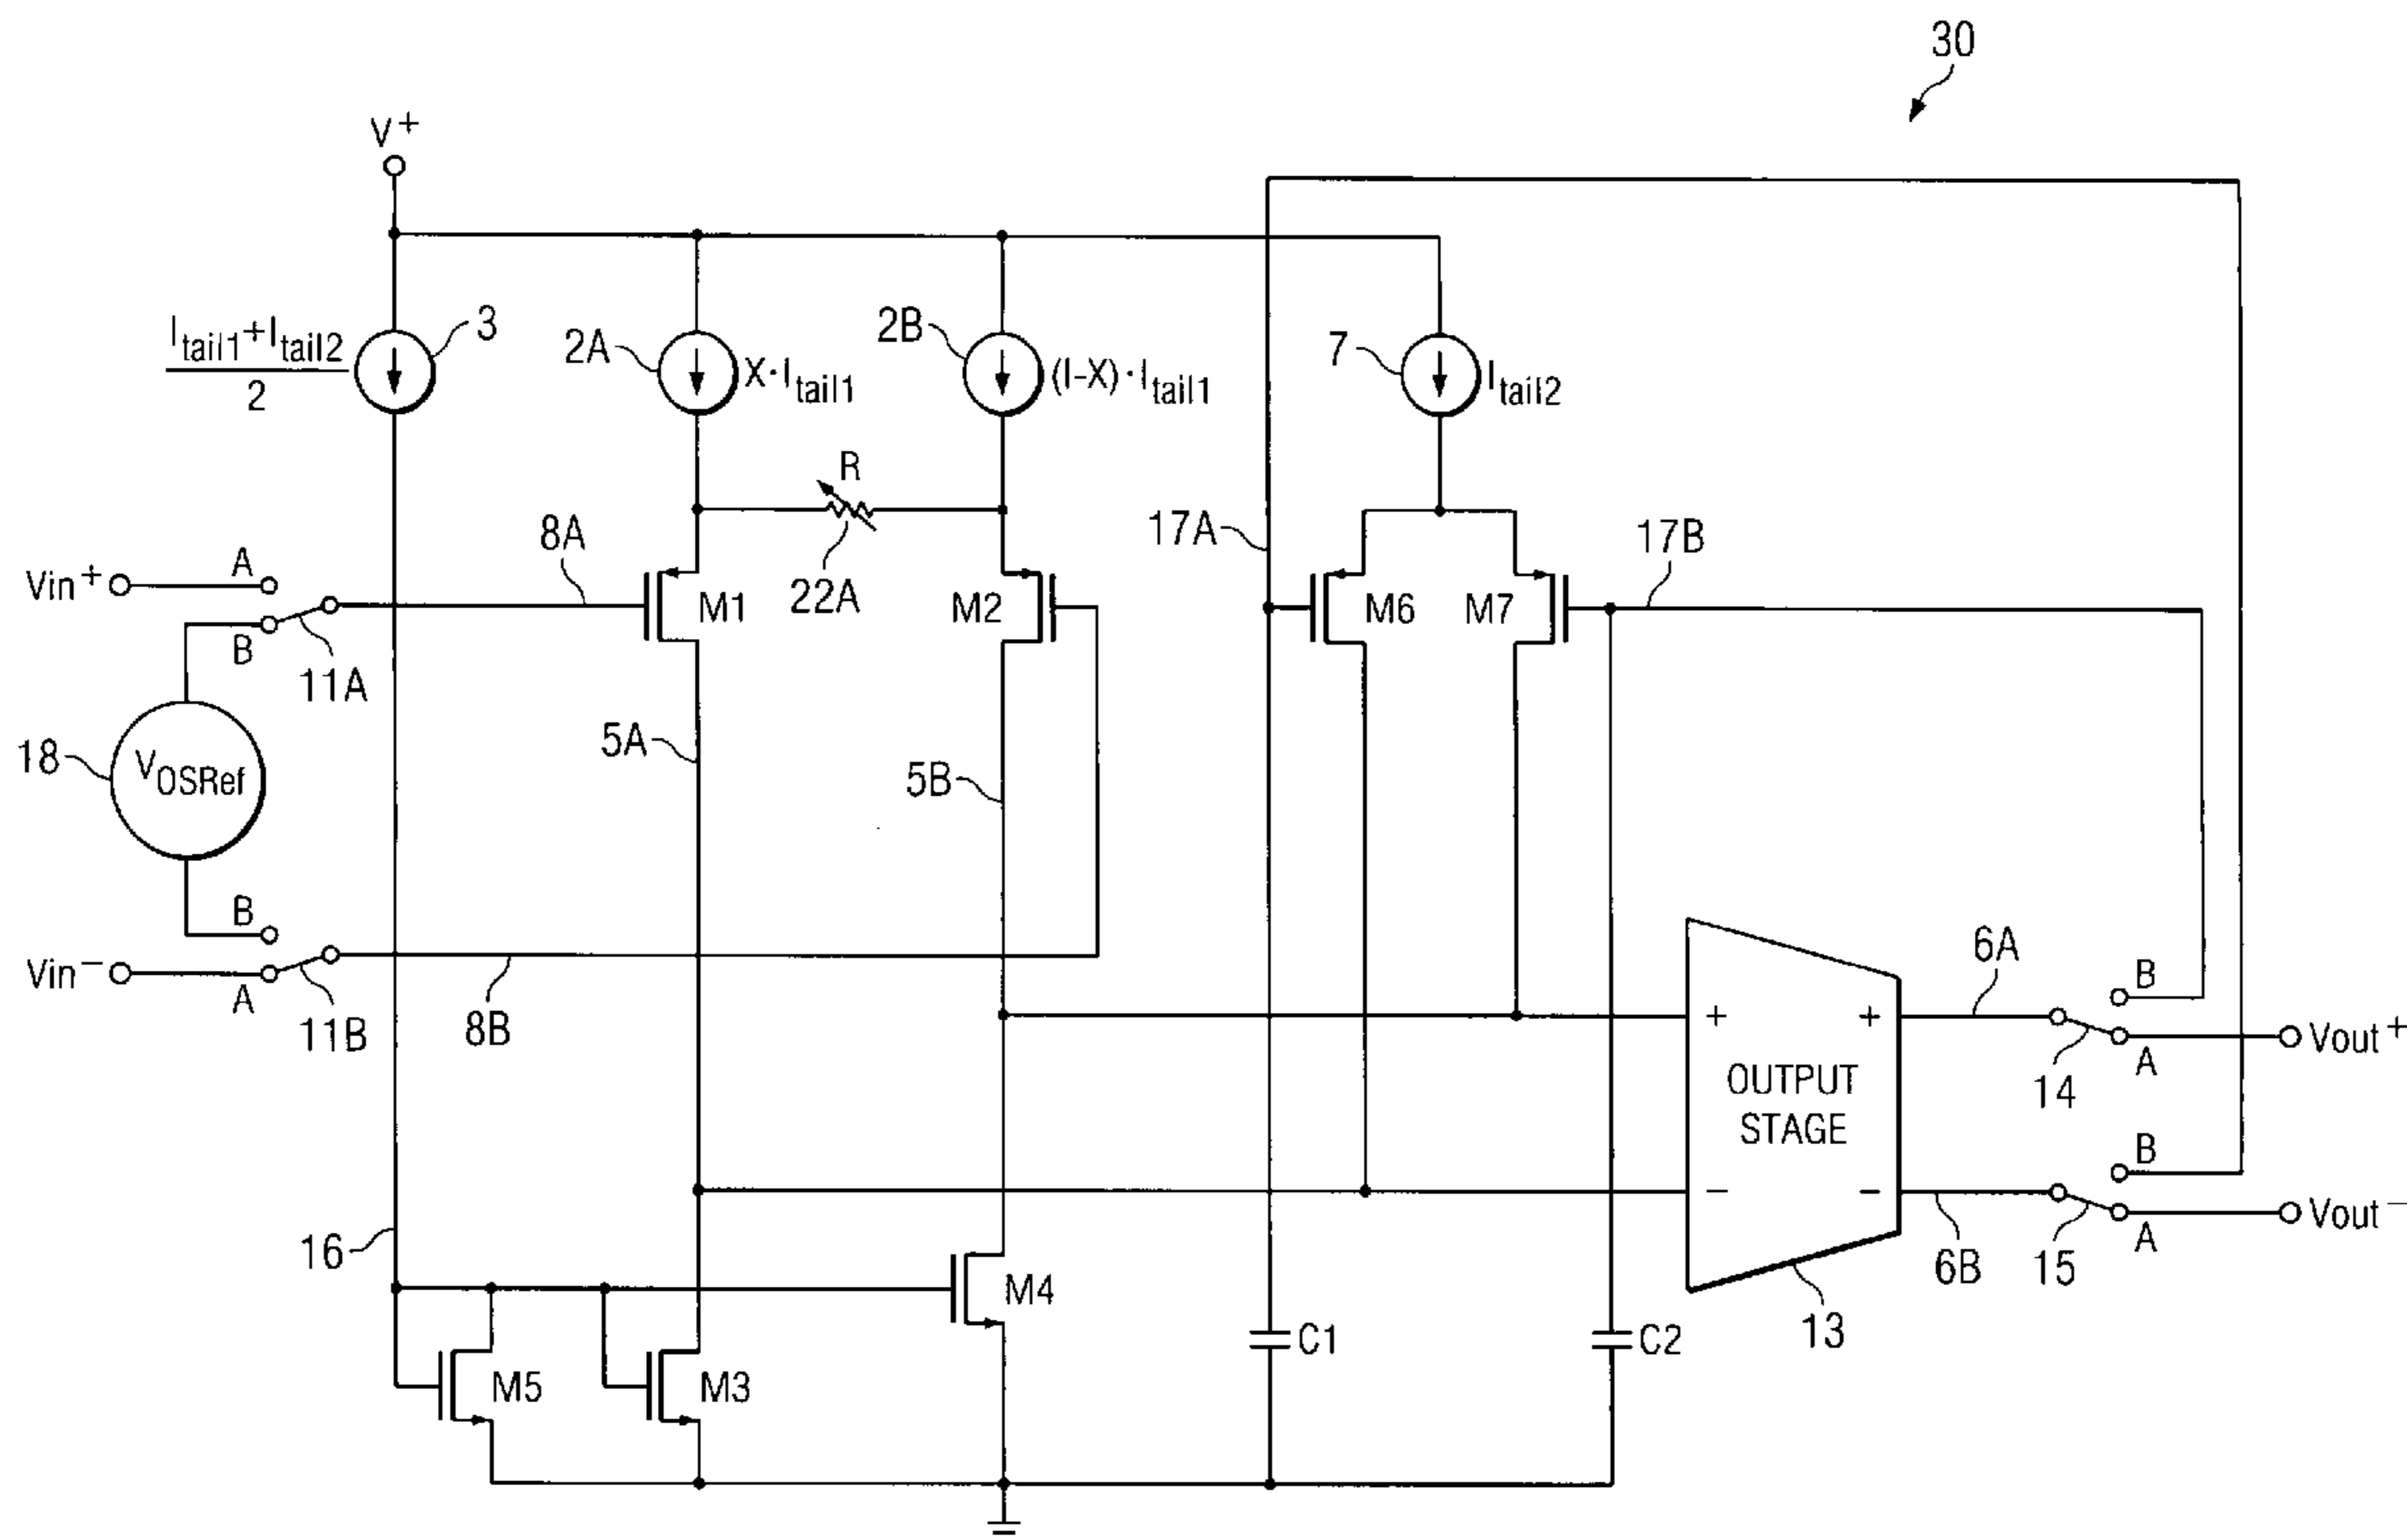 30
V+
Itail1+Itail2
2
3
2A
X·Itail1
2B
(I-X)·Itail1
7
Itail2
R
22A
8A
17A
17B
Vin+
A
B
11A
M1
M2
M6
M7
18
VOSRef
5A
5B
B
Vin-
A
11B
8B
+
+
6A
B
A
14
Vout+
OUTPUT
STAGE
-
-
6B
B
A
15
Vout-
13
16
M4
M5
M3
C1
C2